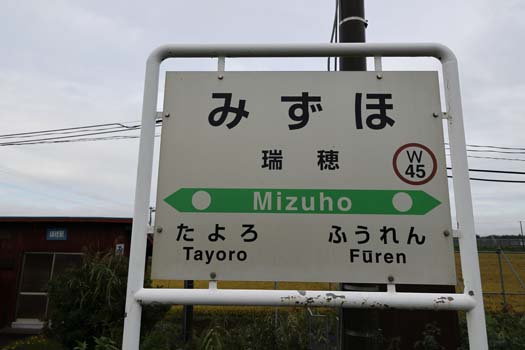 みずほ
瑞穂
W
45
Mizuho
たよろ ふうれん
Tayoro Fūren